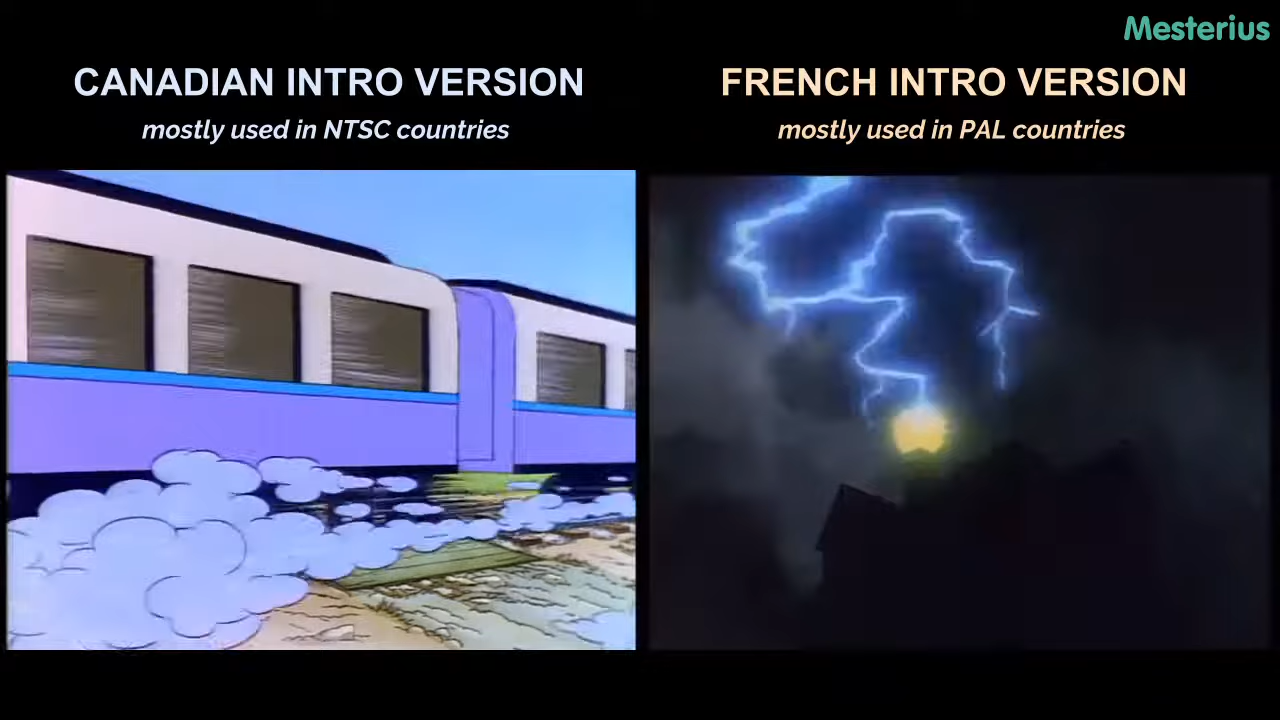 Mesterius
CANADIAN INTRO VERSION
mostly used in NTSC countries
FRENCH INTRO VERSION
mostly used in PAL countries